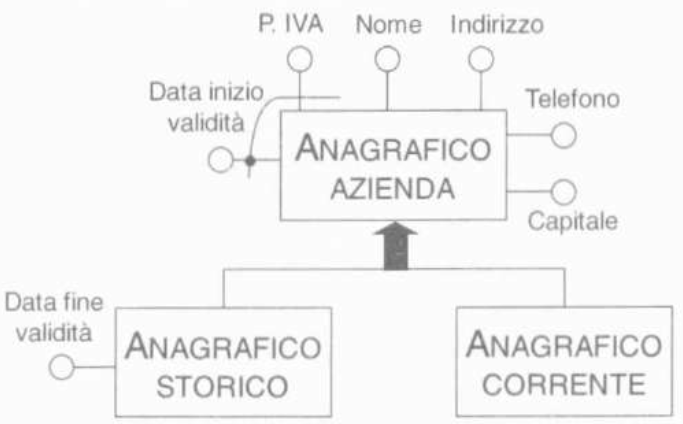 P. IVA
Nome
Indirizzo
Data inizio
validità
Telefono
ANAGRAFICO
AZIENDA
Capitale
Data fine
validità
ANAGRAFICO
STORICO
ANAGRAFICO
CORRENTE